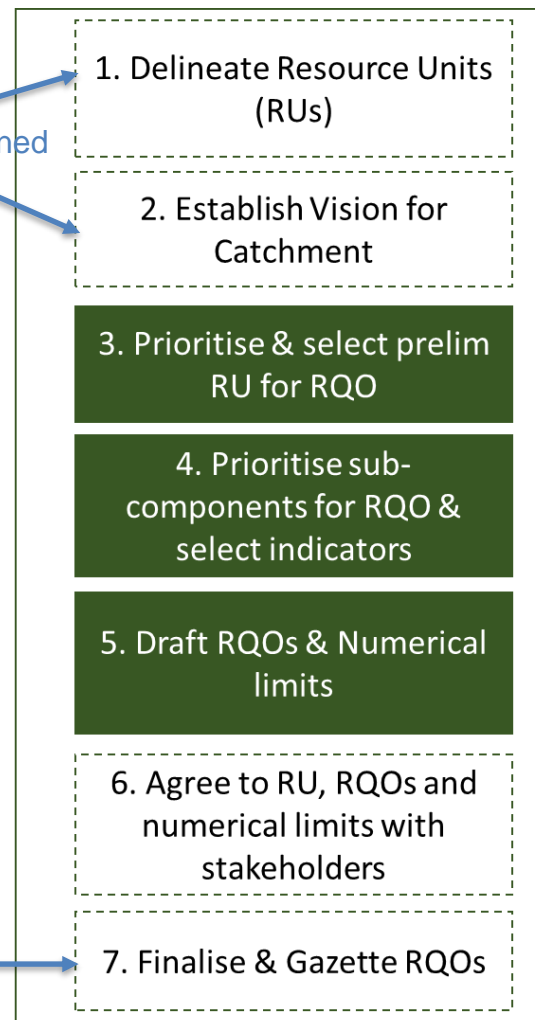 1. Delineate Resource Units
(RUs)
ned
2. Establish Vision for
Catchment
3. Prioritise & select prelim
RU for RQO
4. Prioritise sub-
components for RQO &
select indicators
5. Draft RQOs & Numerical
limits
6. Agree to RU, RQOs and
numerical limits with
stakeholders
7. Finalise & Gazette RQOs